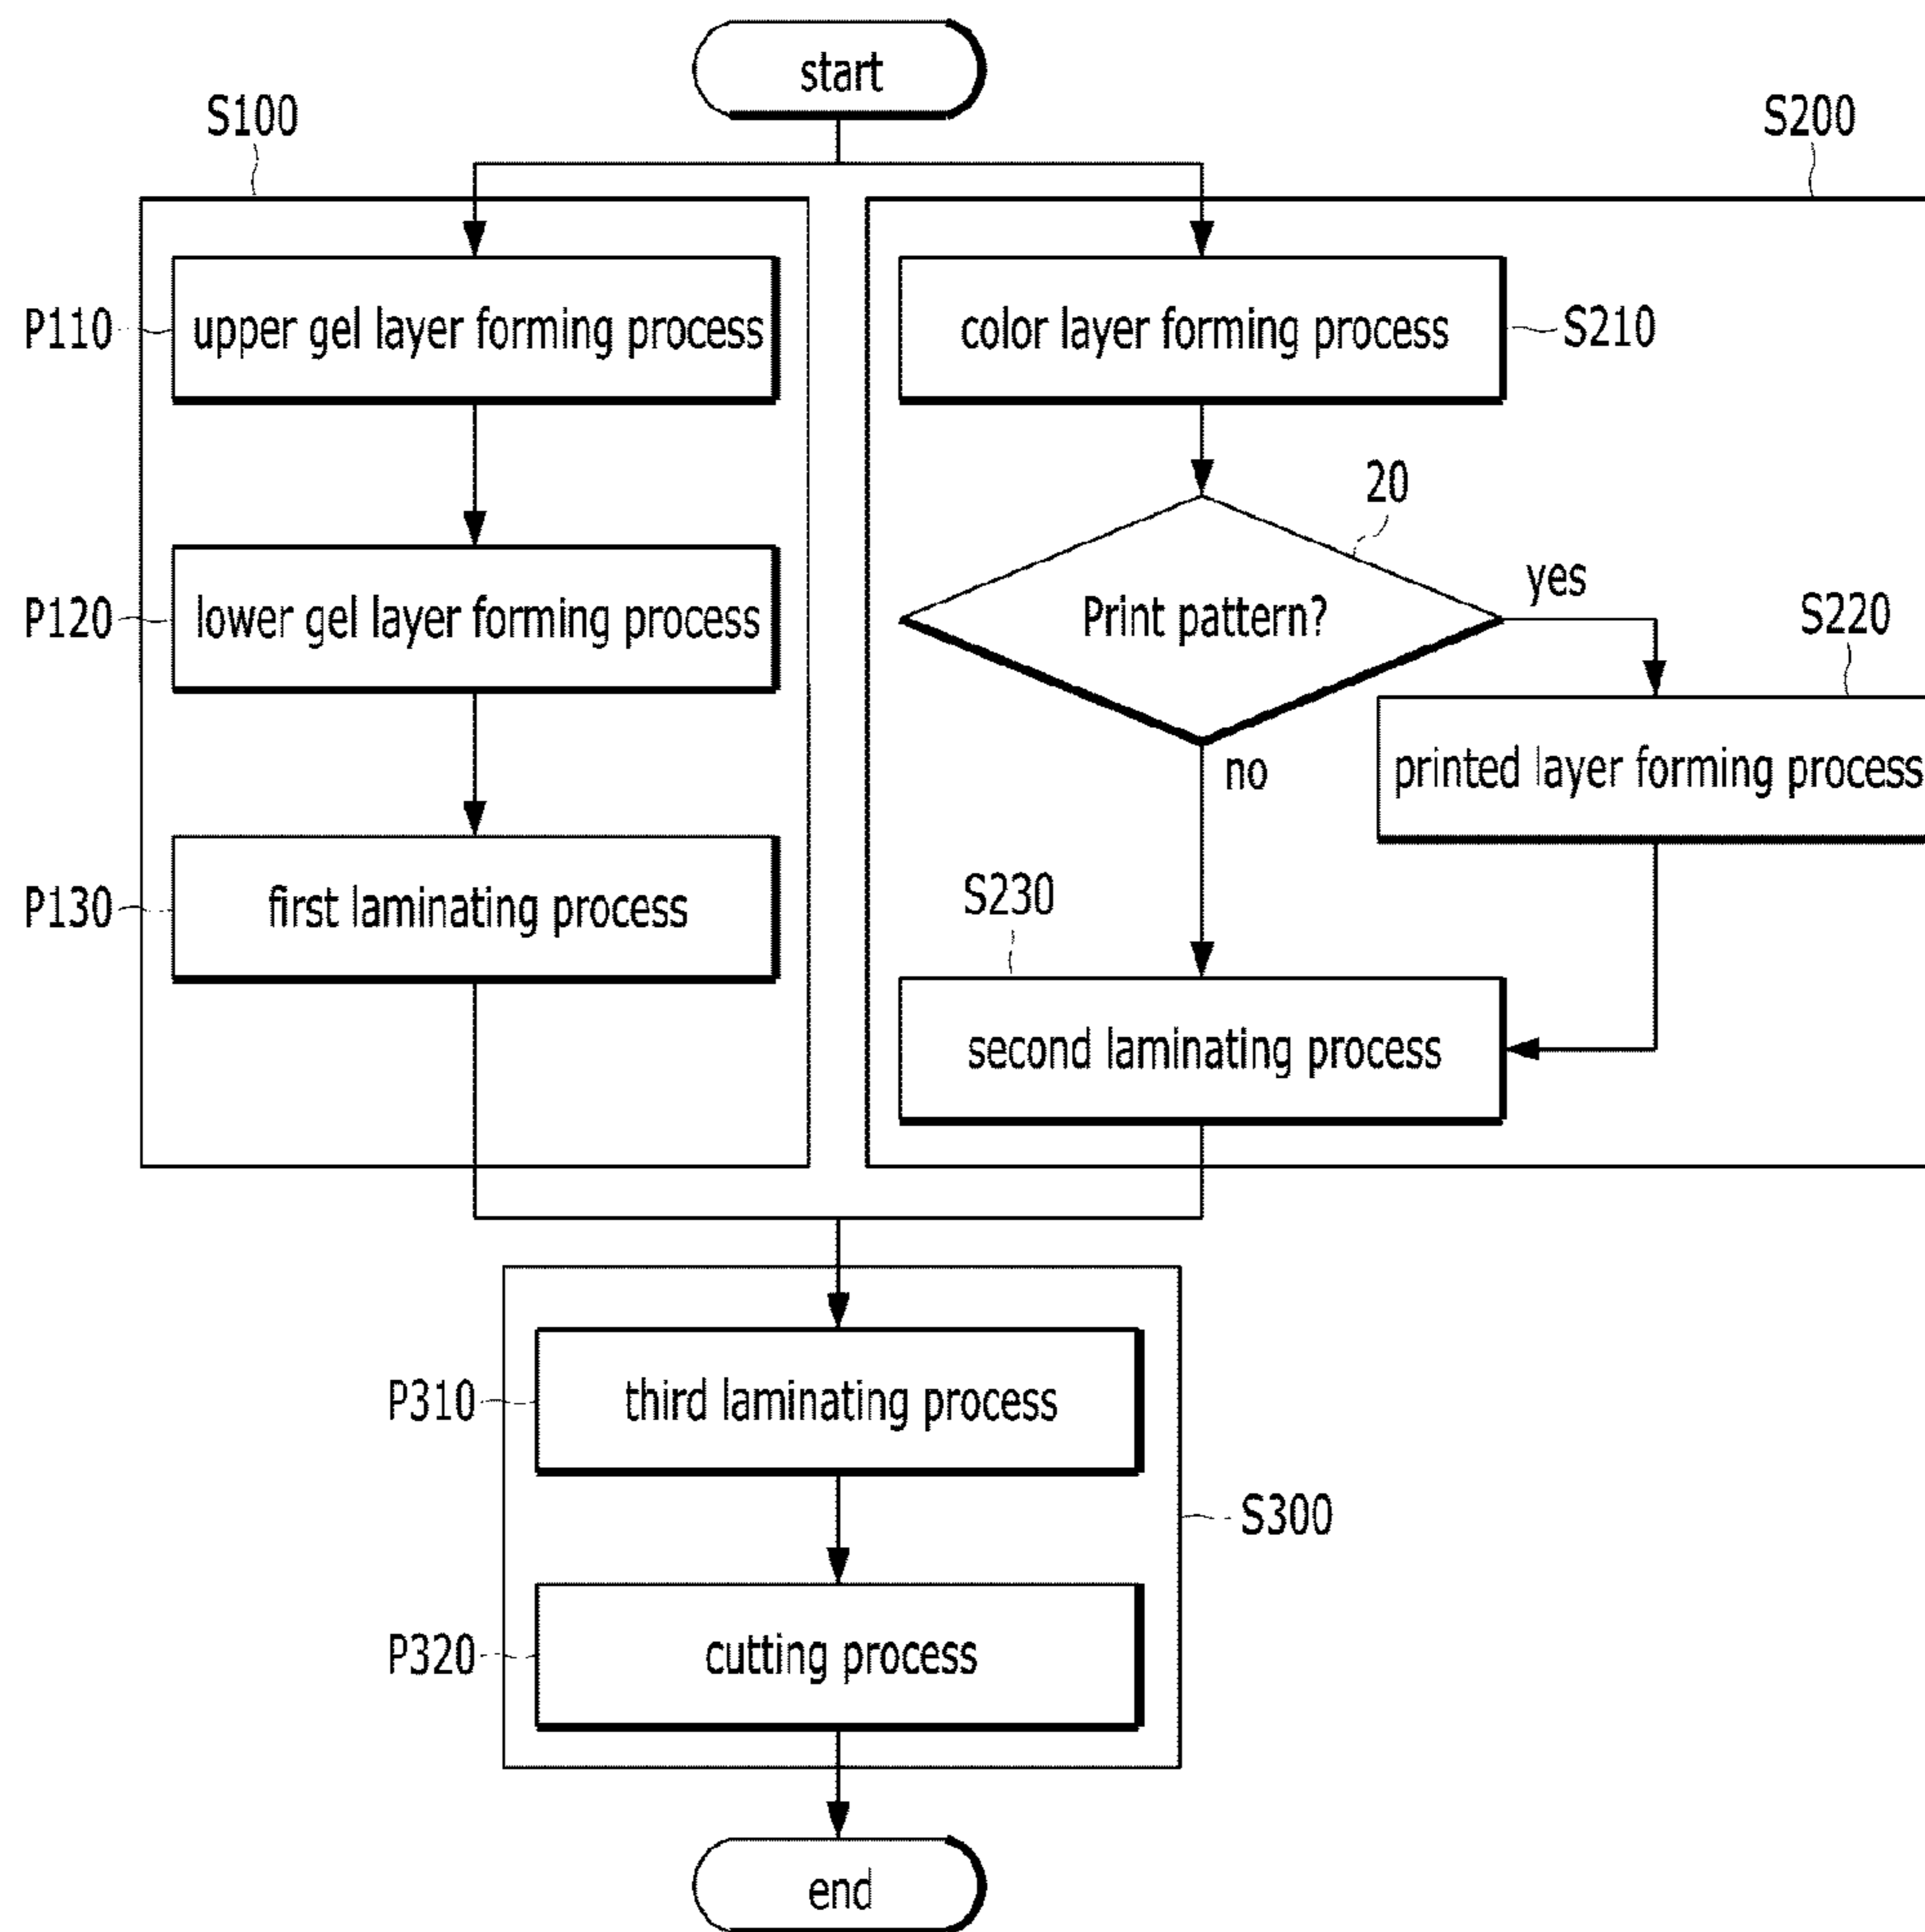 start
S100
S200
P110
upper gel layer forming process
color layer forming process
S210
20
P120
lower gel layer forming process
Print pattern?
yes
S220
no
printed layer forming process
P130
first laminating process
S230
second laminating process
P310
third laminating process
S300
P320
cutting process
end